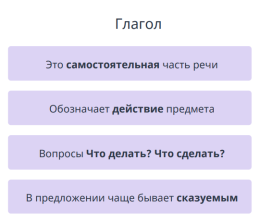 Глагол
Это самостоятельная часть речи
Обозначает действие предмета
Вопросы Что делать? Что сделать?
В предложении чаще бывает сказуемым